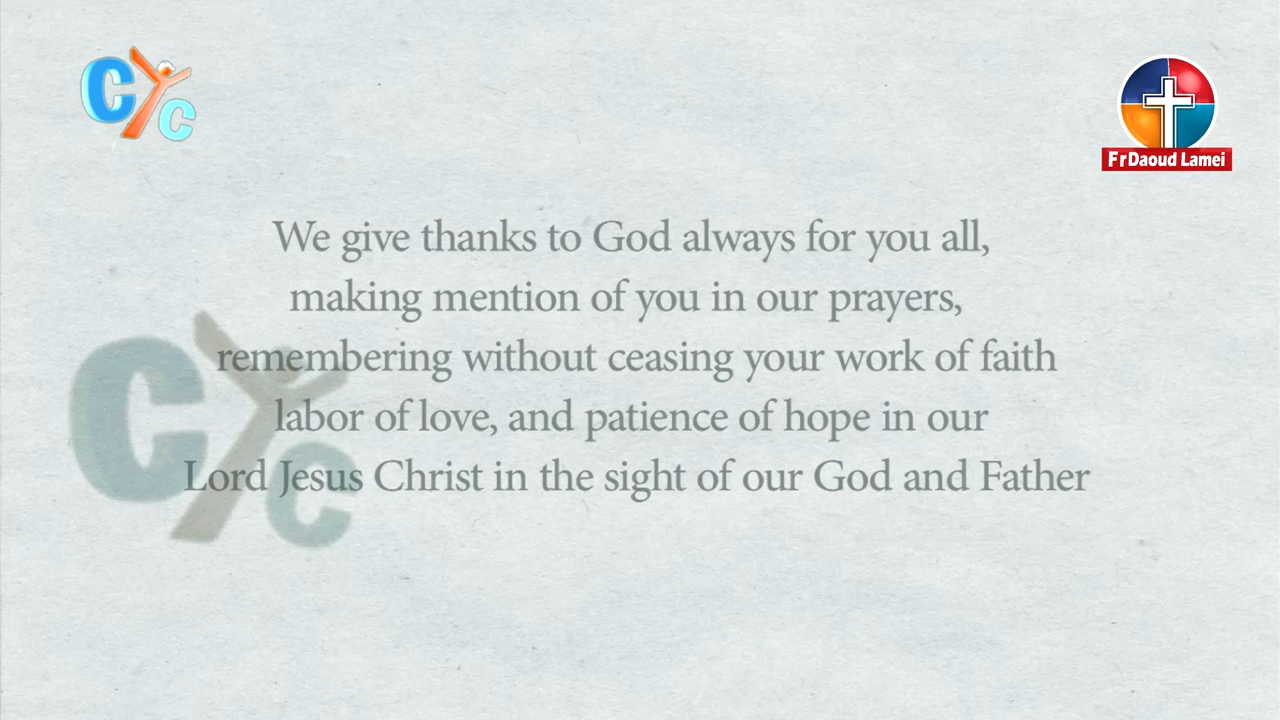 CYC
FrDaoud Lamei
We give thanks to God always for you all,
making mention of you in our prayers,
remembering without ceasing your work of faith
labor of love, and patience of hope in our
Lord Jesus Christ in the sight of our God and Father
CYC